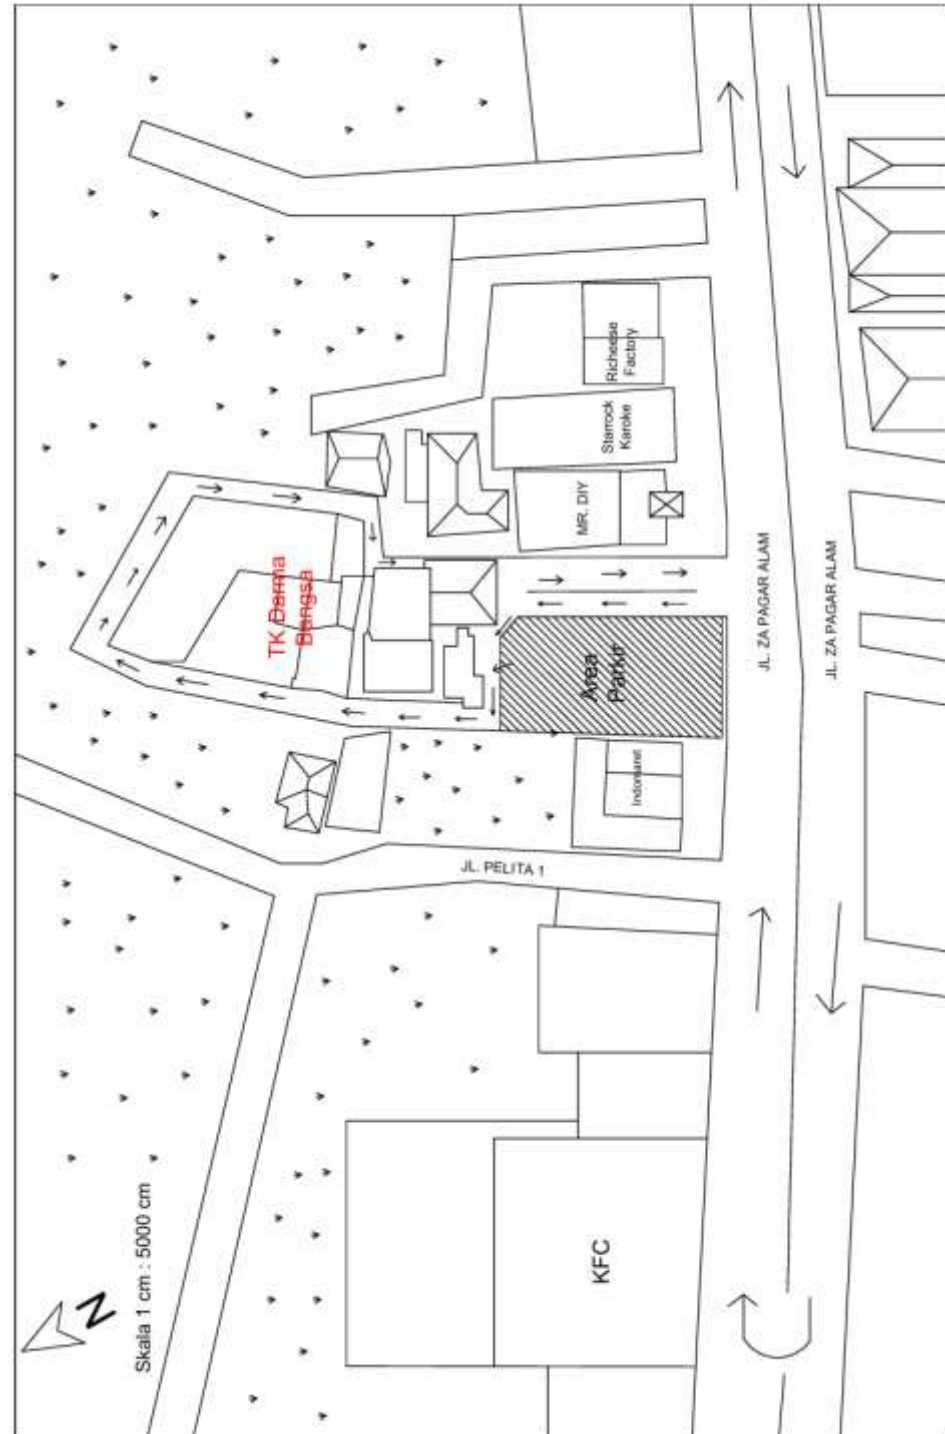 Richeese
Factory
Starrock
Karoke
MR. DIY
TK Darma
Bangsa
JL. ZA PAGAR ALAM
JL. ZA PAGAR ALAM
Area
Parkir
Indomaret
JL. PELITA 1
KFC
N
Skala 1 cm : 5000 cm